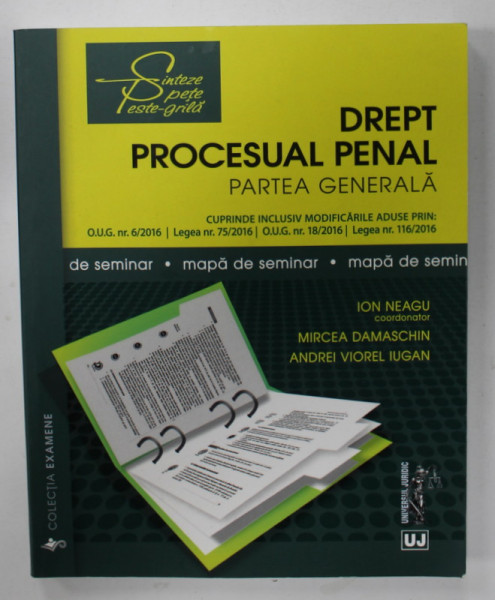 Sinteze
Spețe
Teste-grilă
DREPT
PROCESUAL PENAL
PARTEA GENERALĂ
CUPRINDE INCLUSIV MODIFICĂRILE ADUSE PRIN:
O.U.G. nr. 6/2016 | Legea nr. 75/2016 | O.U.G. nr. 18/2016 | Legea nr. 116/2016
de seminar • mapă de seminar • mapă de semin
ION NEAGU
coordonator
MIRCEA DAMASCHIN
ANDREI VIOREL IUGAN
COLECȚIA EXAMENE
UNIVERSUL JURIDIC
UJ